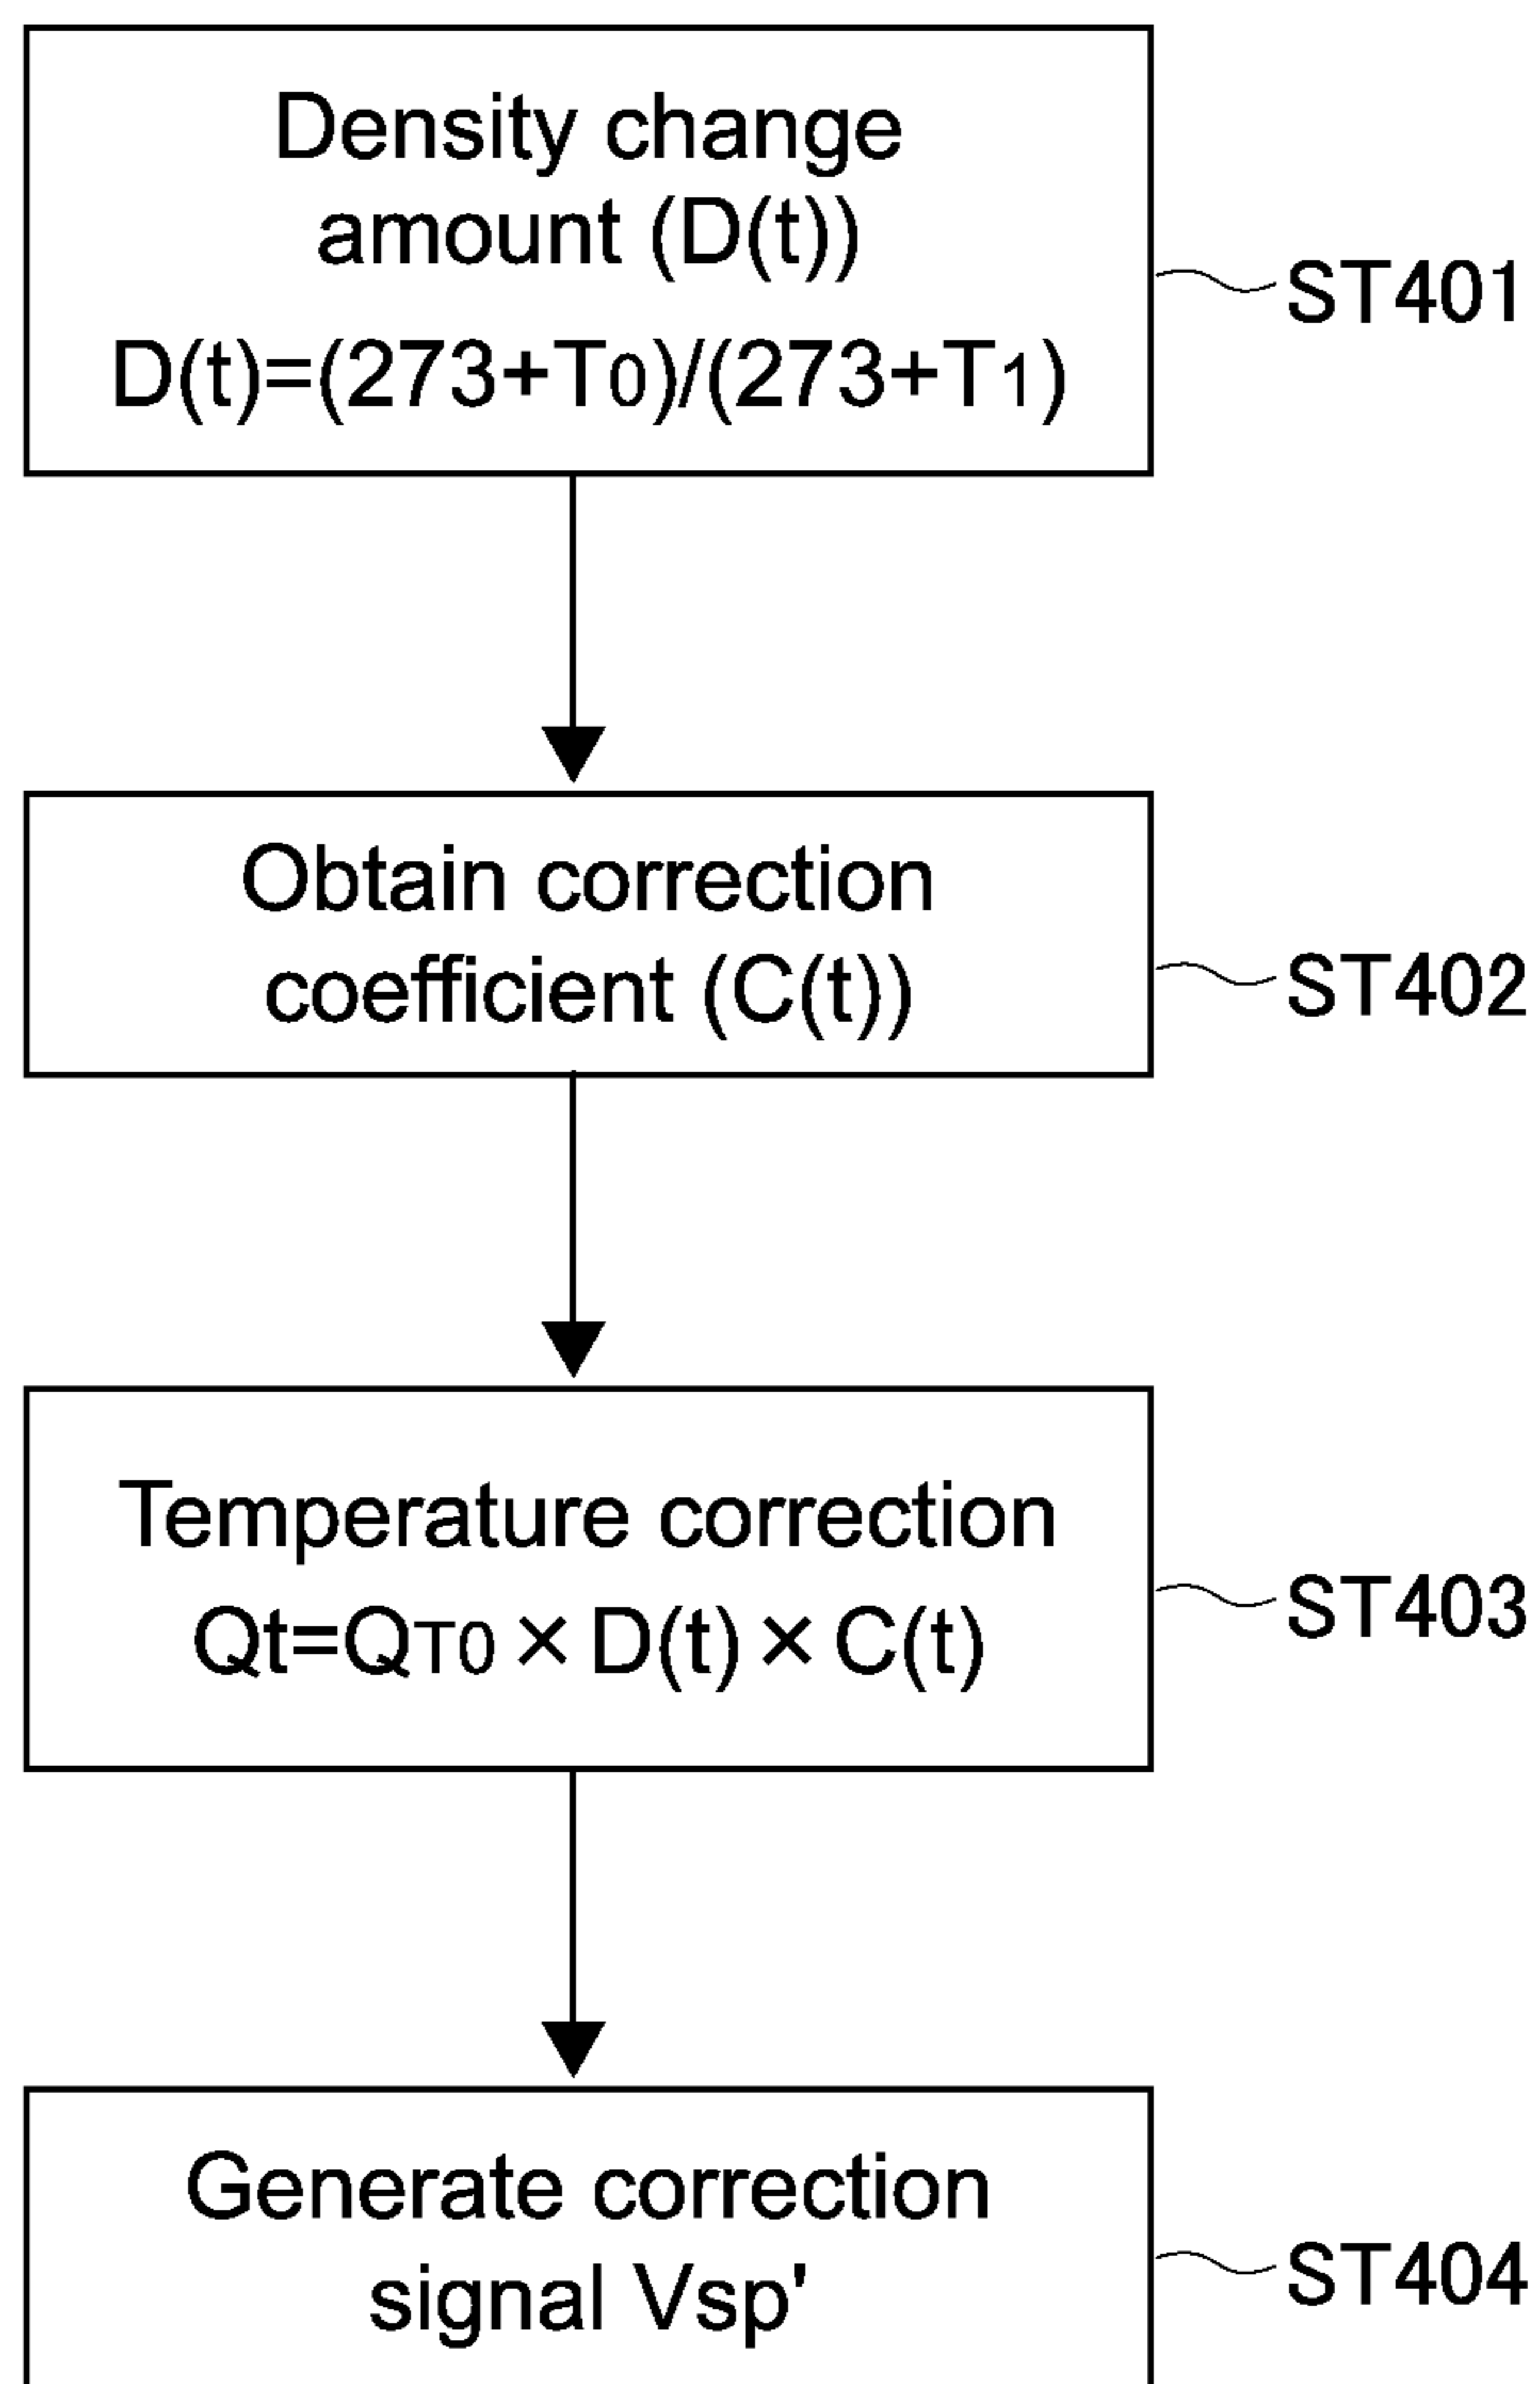 Density change
amount (D(t))
D(t)=(273+T0)/(273+T1)
ST401
Obtain correction
coefficient (C(t))
ST402
Temperature correction
Qt=QT0×D(t)×C(t)
ST403
Generate correction
signal Vsp'
ST404